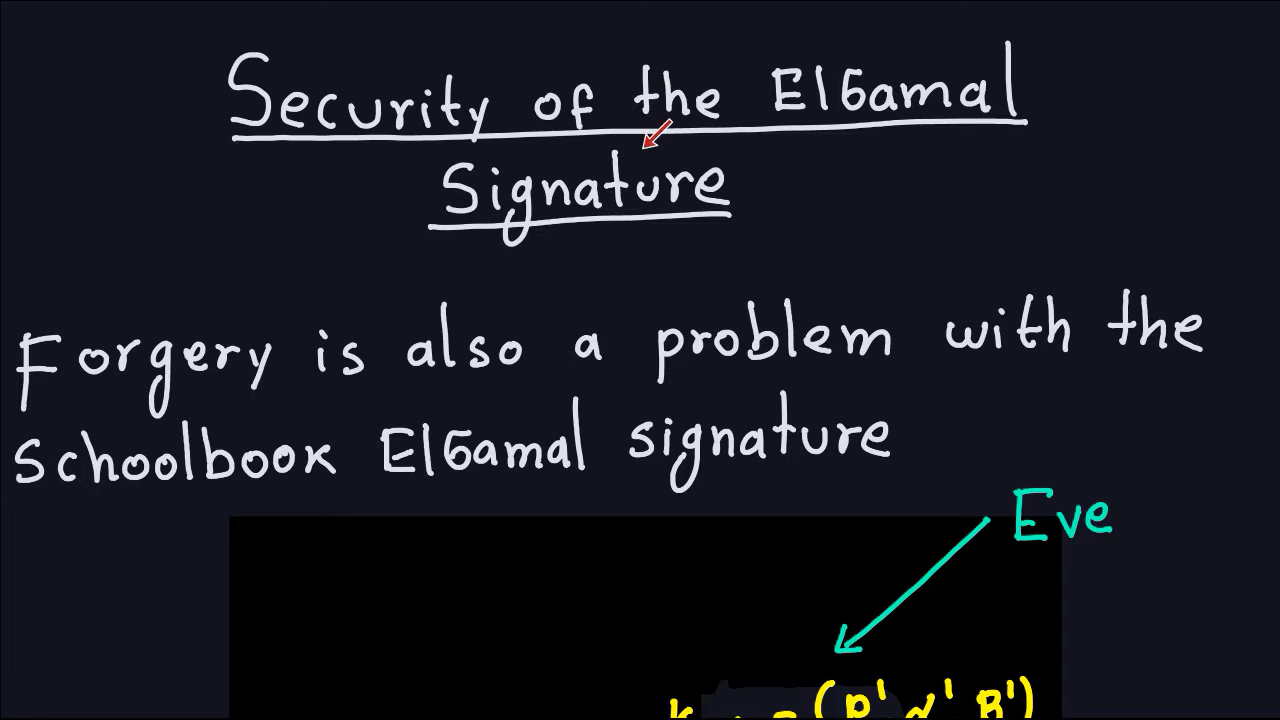 Security of the ElGamal
Signature
Forgery is also a problem with the
schoolbook ElGamal signature
Eve
= (P', α', B')